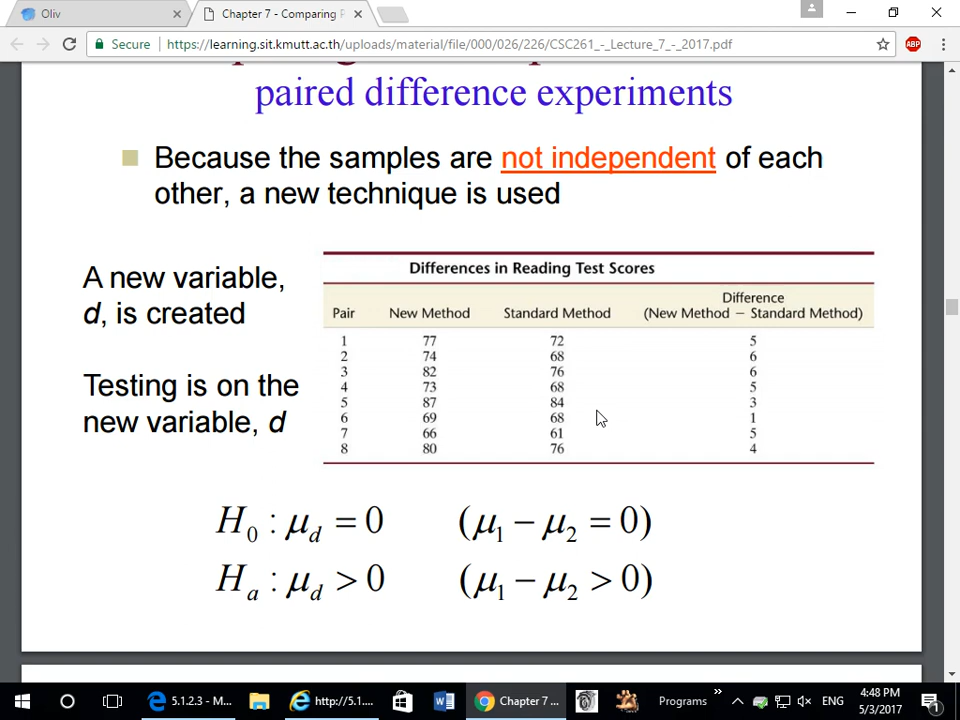 Oliv
Chapter 7 - Comparing P
Secure
https://learning.sit.kmutt.ac.th/uploads/material/file/000/026/226/CSC261_-_Lecture_7_-_2017.pdf
ABP
paired difference experiments
Because the samples are not independent of each
other, a new technique is used
A new variable,
d, is created
Testing is on the
new variable, d
Differences in Reading Test Scores
Difference
Pair New Method Standard Method (New Method − Standard Method)
1 77 72 5
2 74 68 6
3 82 76 6
4 73 68 5
5 87 84 3
6 69 68 1
7 66 61 5
8 80 76 4
H₀ : μ_d = 0 (μ₁ − μ₂ = 0)
Hₐ : μ_d > 0 (μ₁ − μ₂ > 0)
5.1.2.3 - M...
http://5.1....
Chapter 7 ...
Programs
ENG
4:48 PM
5/3/2017
1